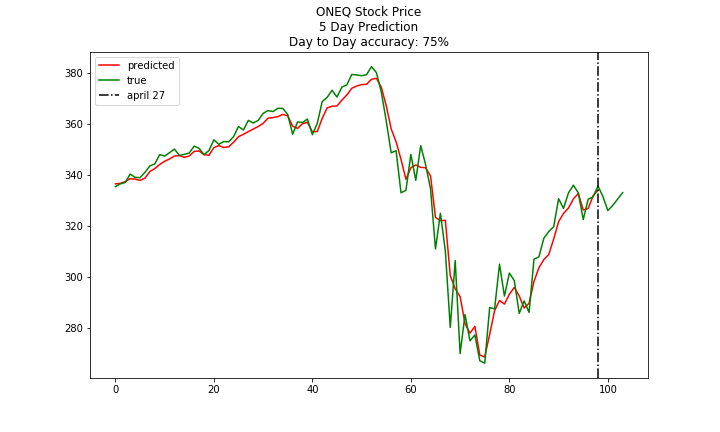 ONEQ Stock Price
5 Day Prediction
Day to Day accuracy: 75%
predicted
true
april 27
380
360
340
320
300
280
0
20
40
60
80
100